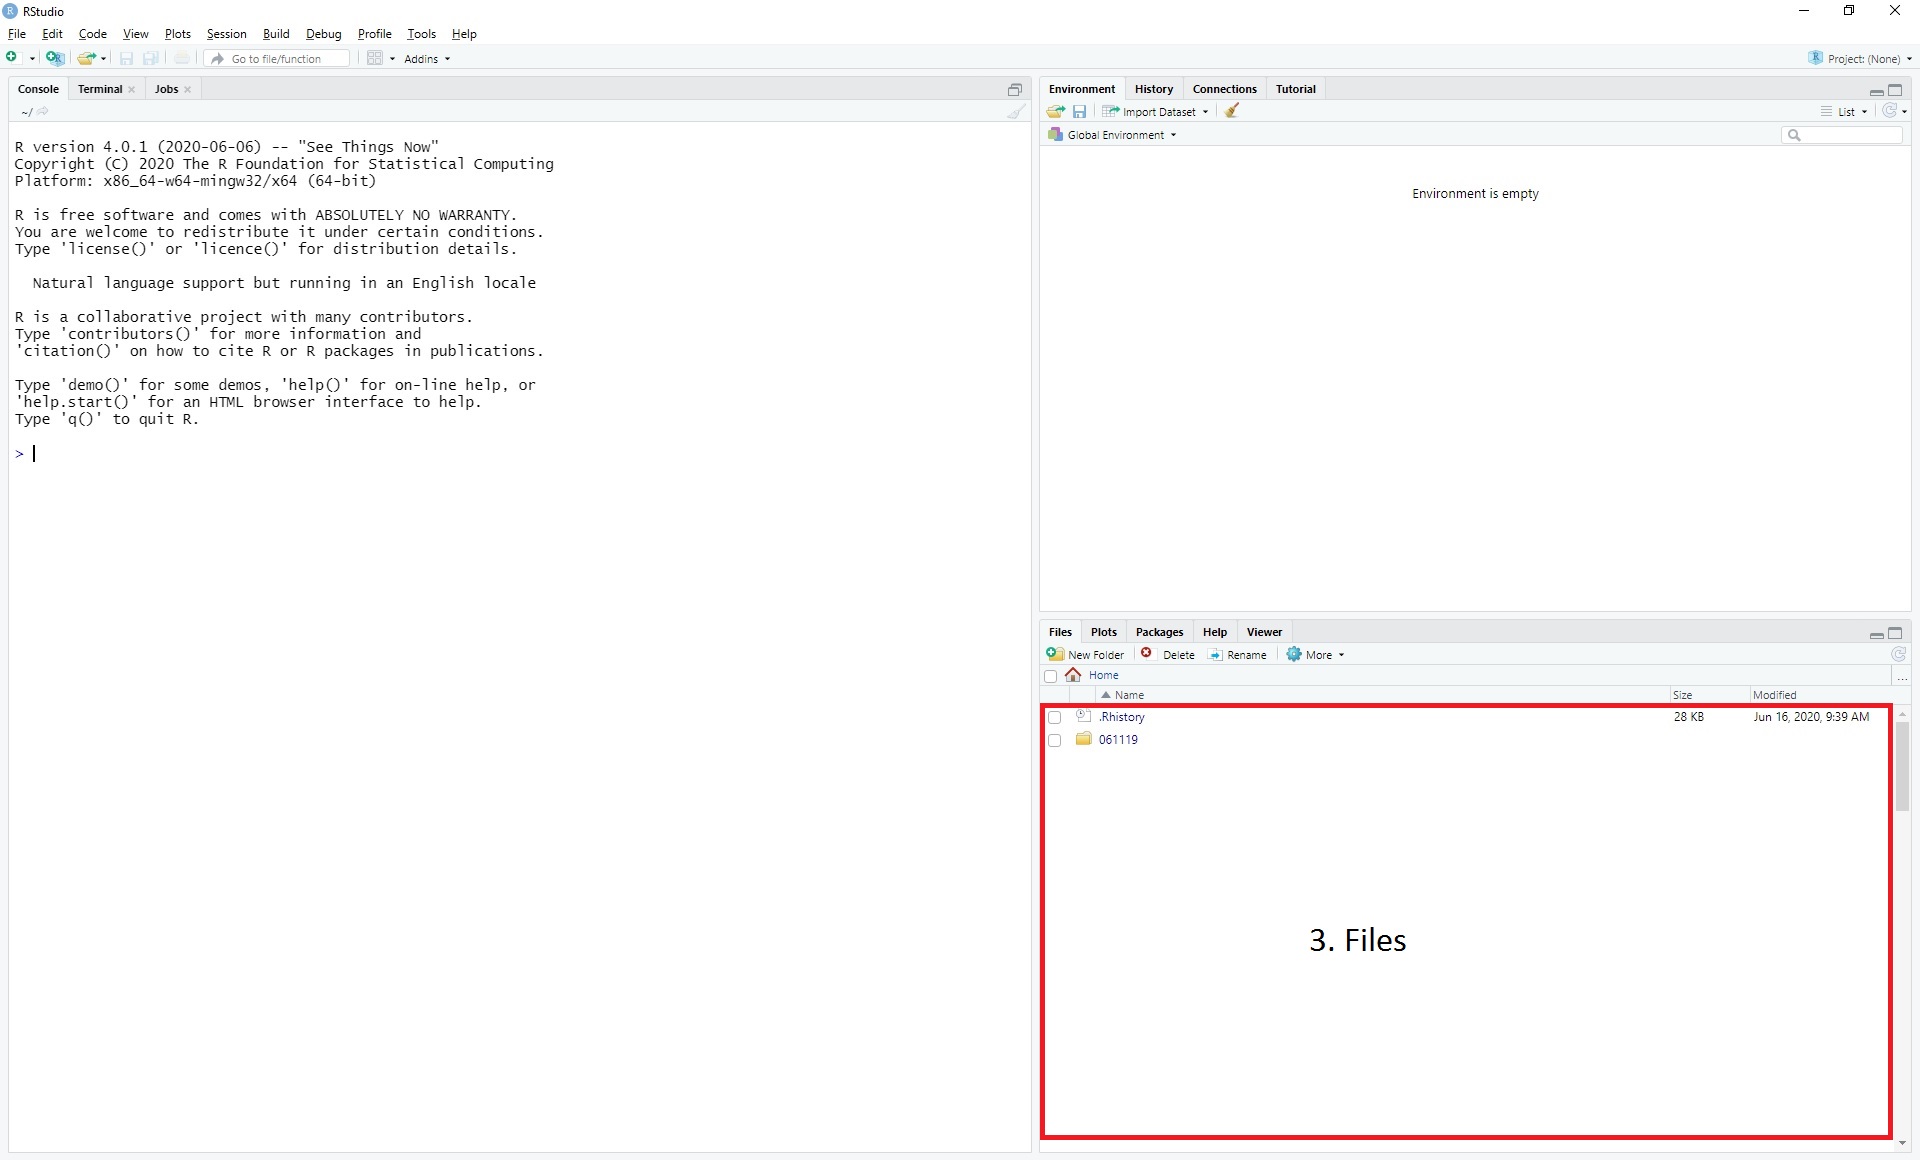 RStudio
File Edit Code View Plots Session Build Debug Profile Tools Help
Go to file/function Addins Project: (None)
Console Terminal Jobs
~/
R version 4.0.1 (2020-06-06) -- "See Things Now"
Copyright (C) 2020 The R Foundation for Statistical Computing
Platform: x86_64-w64-mingw32/x64 (64-bit)
R is free software and comes with ABSOLUTELY NO WARRANTY.
You are welcome to redistribute it under certain conditions.
Type 'license()' or 'licence()' for distribution details.
Natural language support but running in an English locale
R is a collaborative project with many contributors.
Type 'contributors()' for more information and
'citation()' on how to cite R or R packages in publications.
Type 'demo()' for some demos, 'help()' for on-line help, or
'help.start()' for an HTML browser interface to help.
Type 'q()' to quit R.
>
Environment History Connections Tutorial
Import Dataset List
Global Environment
Environment is empty
Files Plots Packages Help Viewer
New Folder Delete Rename More
Home ...
Name Size Modified
.Rhistory 28 KB Jun 16, 2020, 9:39 AM
061119
3. Files